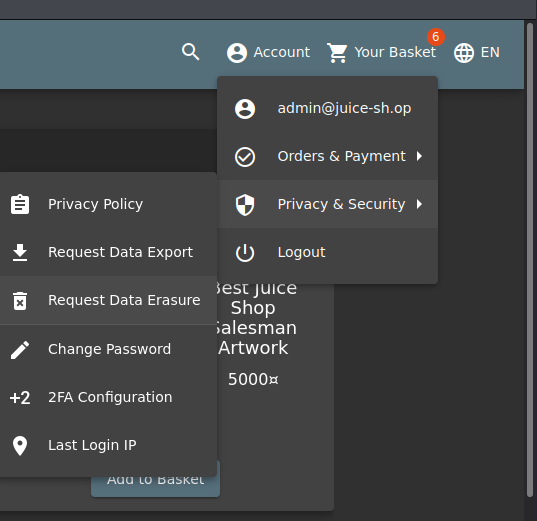 Account
Your Basket
6
EN
admin@juice-sh.op
Orders & Payment
Privacy & Security
Logout
Privacy Policy
Request Data Export
Request Data Erasure
Change Password
+2 2FA Configuration
Last Login IP
Best Juice
Shop
Salesman
Artwork
5000¤
Add to Basket